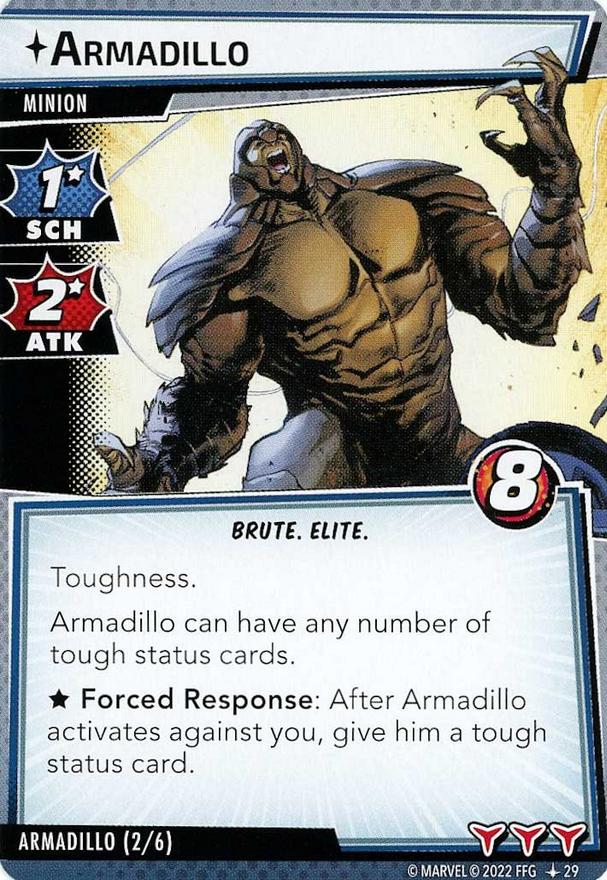 ARMADILLO
MINION
1★
SCH
2★
ATK
8
BRUTE. ELITE.
Toughness.
Armadillo can have any number of
tough status cards.
★ Forced Response: After Armadillo
activates against you, give him a tough
status card.
ARMADILLO (2/6)
© MARVEL © 2022 FFG 29